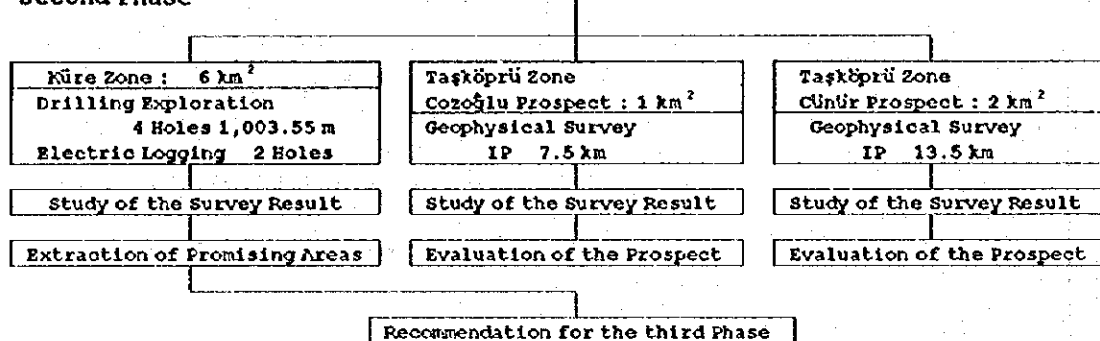 Second Phase
Küre Zone : 6 km²
Drilling Exploration
4 Holes 1,003.55 m
Electric Logging 2 Holes
Study of the Survey Result
Extraction of Promising Areas
Taşköprü Zone
Cozoğlu Prospect : 1 km²
Geophysical Survey
IP 7.5 km
Study of the Survey Result
Evaluation of the Prospect
Taşköprü Zone
Cünür Prospect : 2 km²
Geophysical Survey
IP 13.5 km
Study of the Survey Result
Evaluation of the Prospect
Recommendation for the third Phase